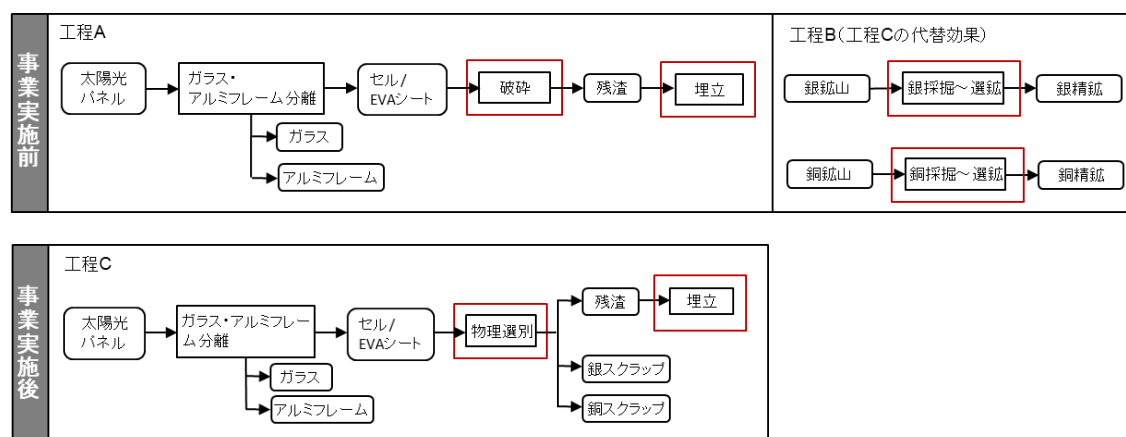 事業実施前
工程A
太陽光
パネル
ガラス・
アルミフレーム分離
セル/
EVAシート
破砕
残渣
埋立
ガラス
アルミフレーム
工程B(工程Cの代替効果)
銀鉱山
銀採掘～選鉱
銀精鉱
銅鉱山
銅採掘～選鉱
銅精鉱
事業実施後
工程C
太陽光
パネル
ガラス・アルミフレー
ム分離
セル/
EVAシート
物理選別
残渣
埋立
ガラス
アルミフレーム
銀スクラップ
銅スクラップ